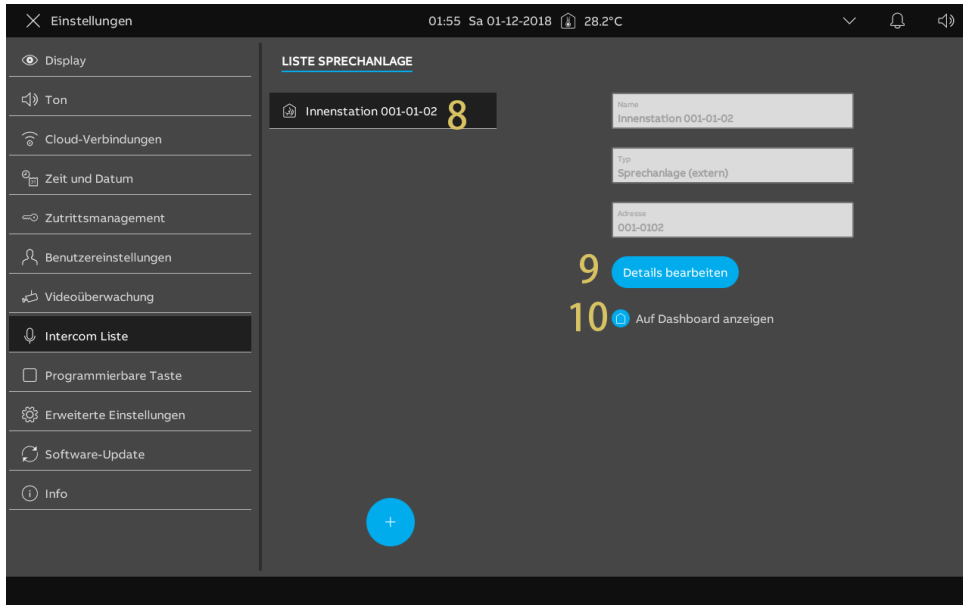 Einstellungen
01:55 Sa 01-12-2018 28.2°C
Display
Ton
Cloud-Verbindungen
Zeit und Datum
Zutrittsmanagement
Benutzereinstellungen
Videoüberwachung
Intercom Liste
Programmierbare Taste
Erweiterte Einstellungen
Software-Update
Info
LISTE SPRECHANLAGE
Innenstation 001-01-02 8
+
Name
Innenstation 001-01-02
Typ
Sprechanlage (extern)
Adresse
001-0102
9 Details bearbeiten
10 Auf Dashboard anzeigen